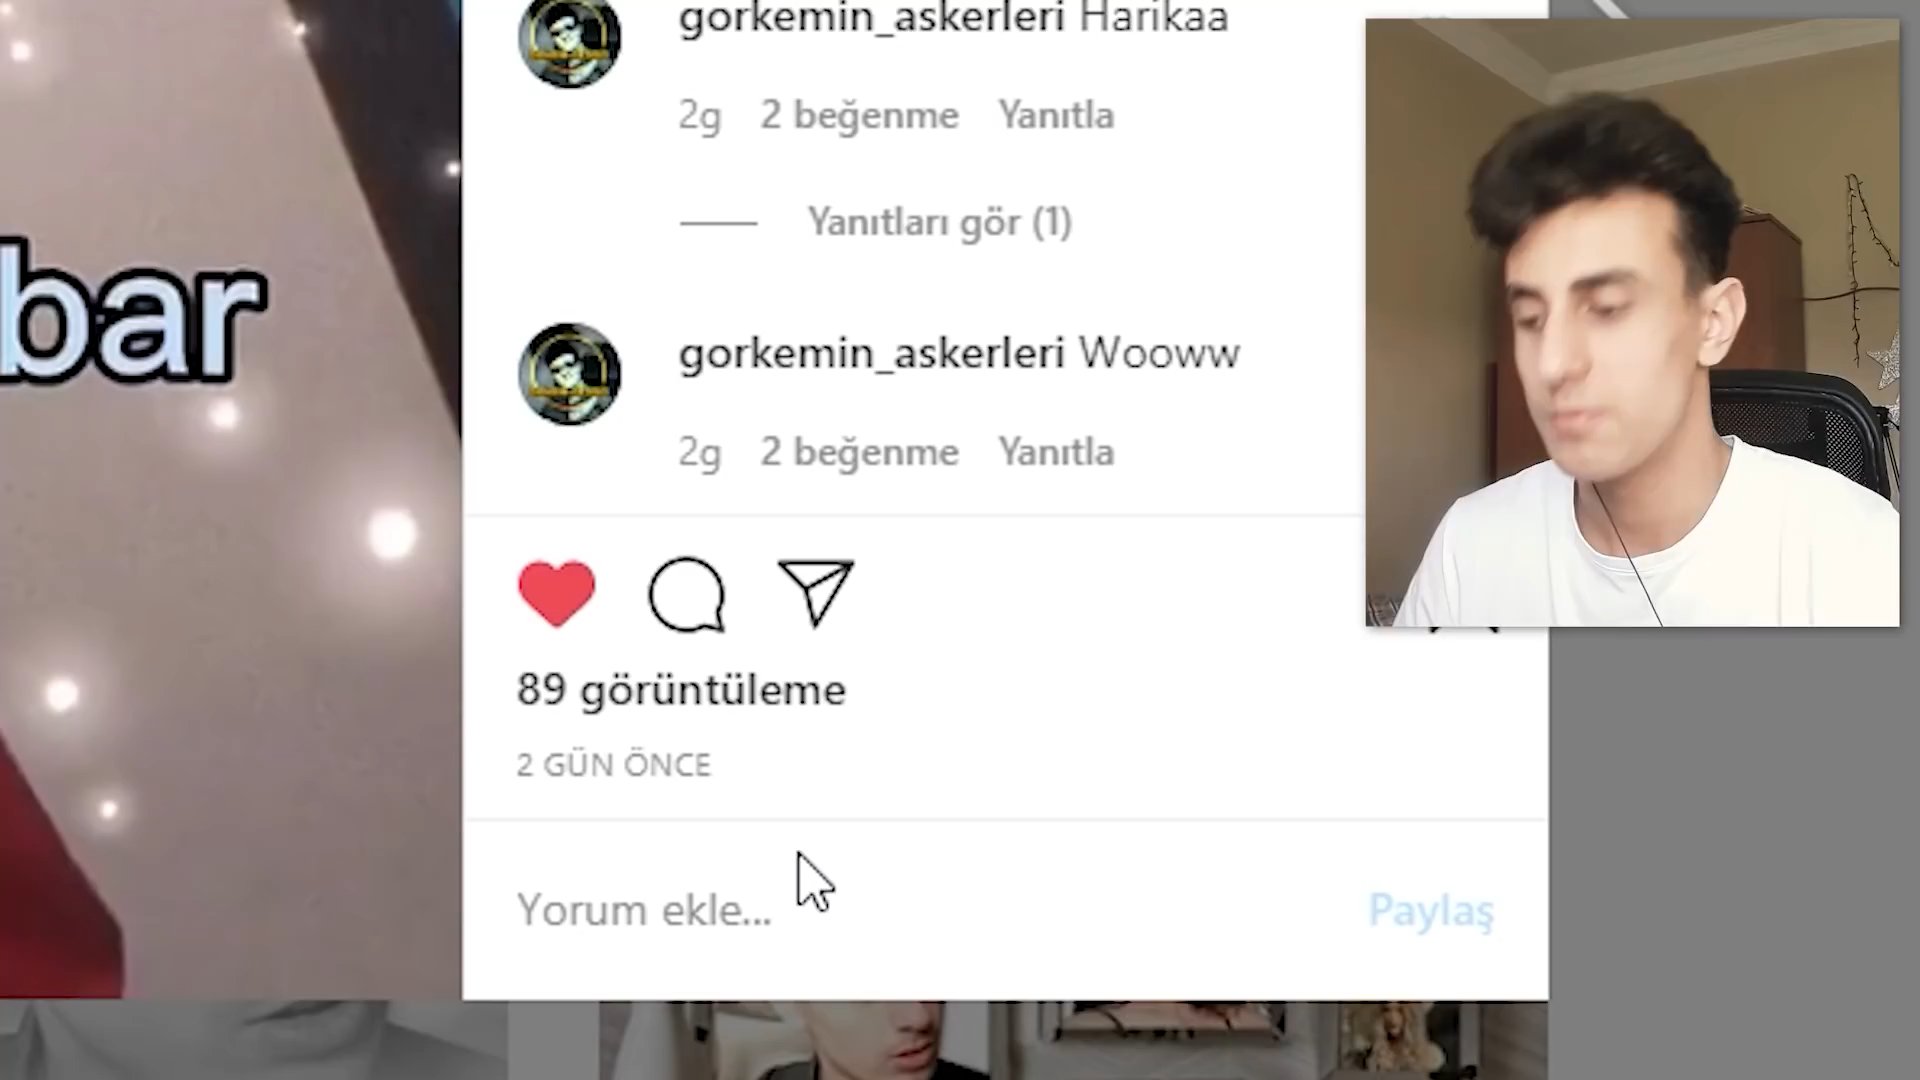 gorkemin_askerleri Harikaa
2g 2 beğenme Yanıtla
Yanıtları gör (1)
bar
gorkemin_askerleri Wooww
2g 2 beğenme Yanıtla
89 görüntüleme
2 GÜN ÖNCE
Yorum ekle...
Paylaş